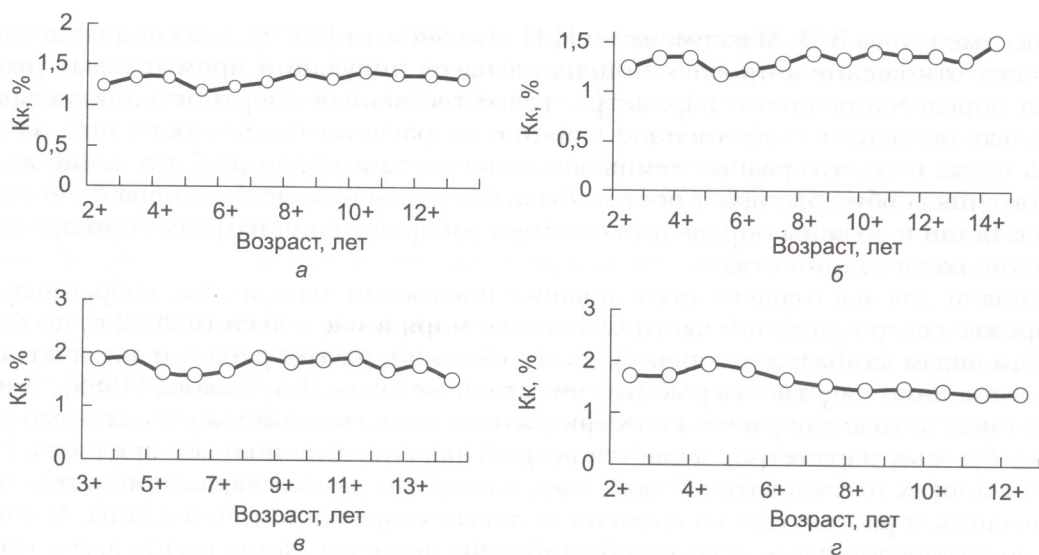 Кк, %
2
1,5
1
0,5
0
2+ 4+ 6+ 8+ 10+ 12+
Возраст, лет
а
Кк, %
1,5
1
0,5
0
2+ 4+ 6+ 8+ 10+ 12+ 14+
Возраст, лет
б
Кк, %
3
2
1
0
3+ 5+ 7+ 9+ 11+ 13+
Возраст, лет
в
Кк, %
3
2
1
0
2+ 4+ 6+ 8+ 10+ 12+
Возраст, лет
г